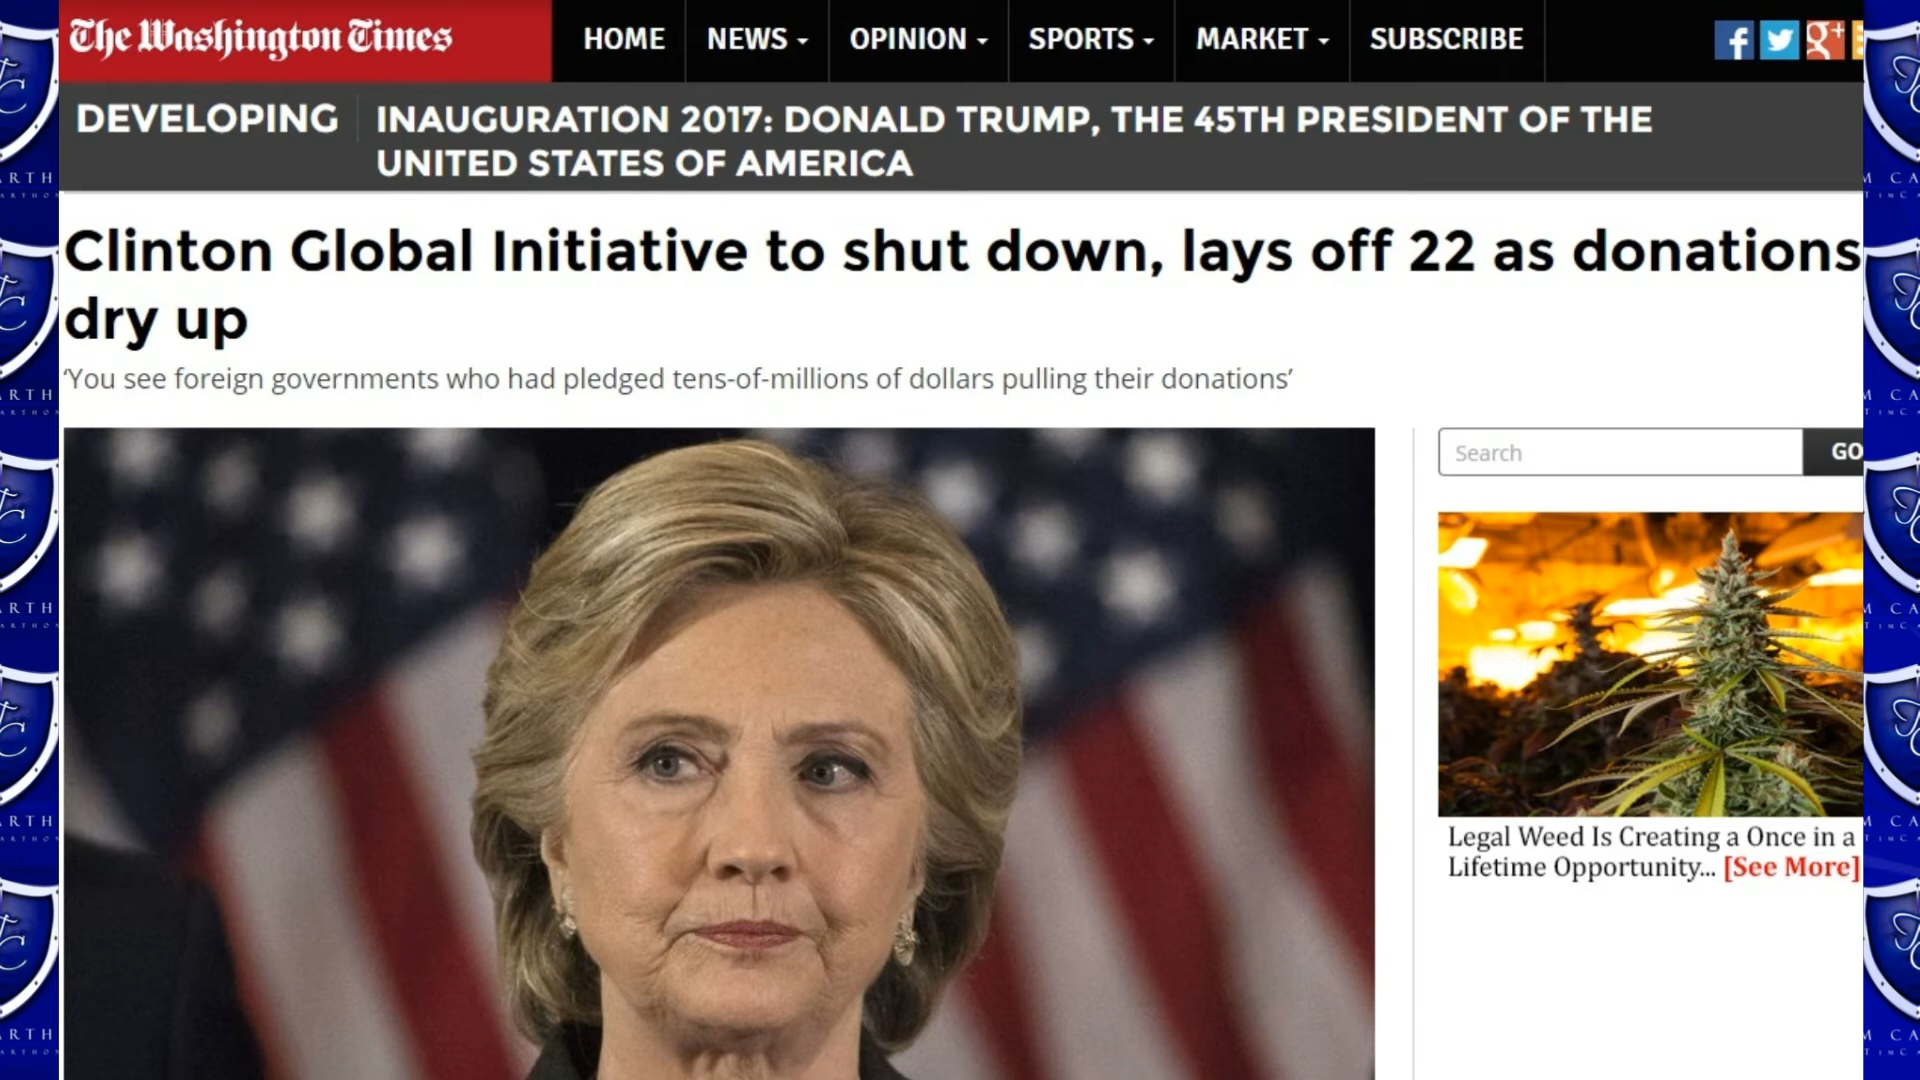 The Washington Times
HOME NEWS OPINION SPORTS MARKET SUBSCRIBE
DEVELOPING
INAUGURATION 2017: DONALD TRUMP, THE 45TH PRESIDENT OF THE
UNITED STATES OF AMERICA
Clinton Global Initiative to shut down, lays off 22 as donations
dry up
‘You see foreign governments who had pledged tens-of-millions of dollars pulling their donations’
Search GO
Legal Weed Is Creating a Once in a
Lifetime Opportunity... [See More]